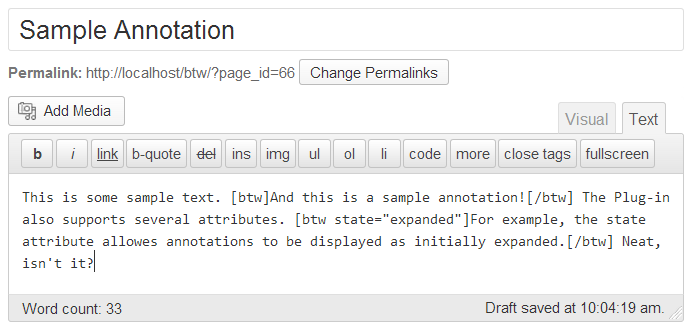 Sample Annotation
Permalink: http://localhost/btw/?page_id=66 Change Permalinks
Add Media
Visual Text
b i link b-quote del ins img ul ol li code more close tags fullscreen
This is some sample text. [btw]And this is a sample annotation![/btw] The Plug-in
also supports several attributes. [btw state="expanded"]For example, the state
attribute allowes annotations to be displayed as initially expanded.[/btw] Neat,
isn't it?
Word count: 33 Draft saved at 10:04:19 am.